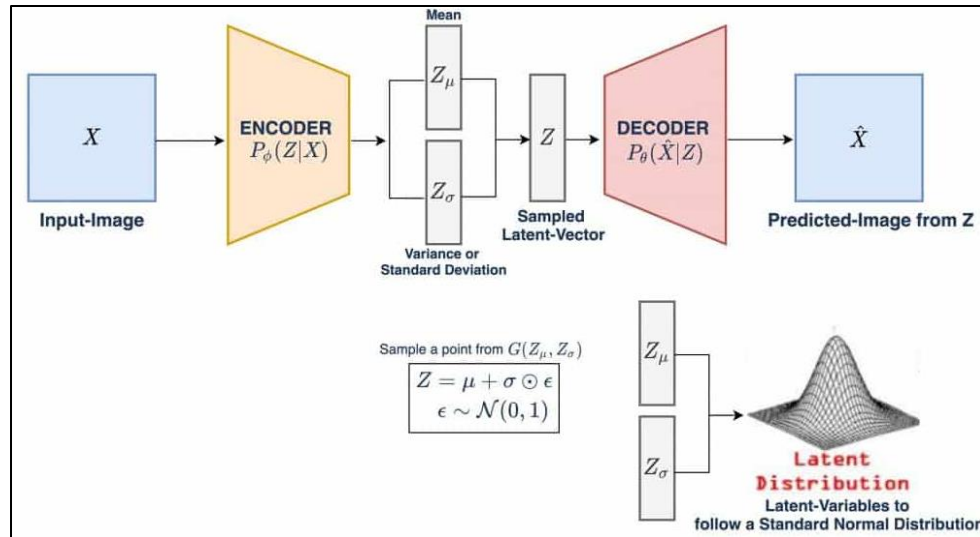 Mean
Z_μ
X
ENCODER
P_ϕ(Z|X)
Z
DECODER
P_θ(X̂|Z)
X̂
Z_σ
Input-Image
Sampled
Latent-Vector
Predicted-Image from Z
Variance or
Standard Deviation
Sample a point from G(Z_μ, Z_σ)
Z = μ + σ ⊙ ϵ
ϵ ∼ 𝒩(0, 1)
Z_μ
Z_σ
Latent
Distribution
Latent-Variables to
follow a Standard Normal Distribution